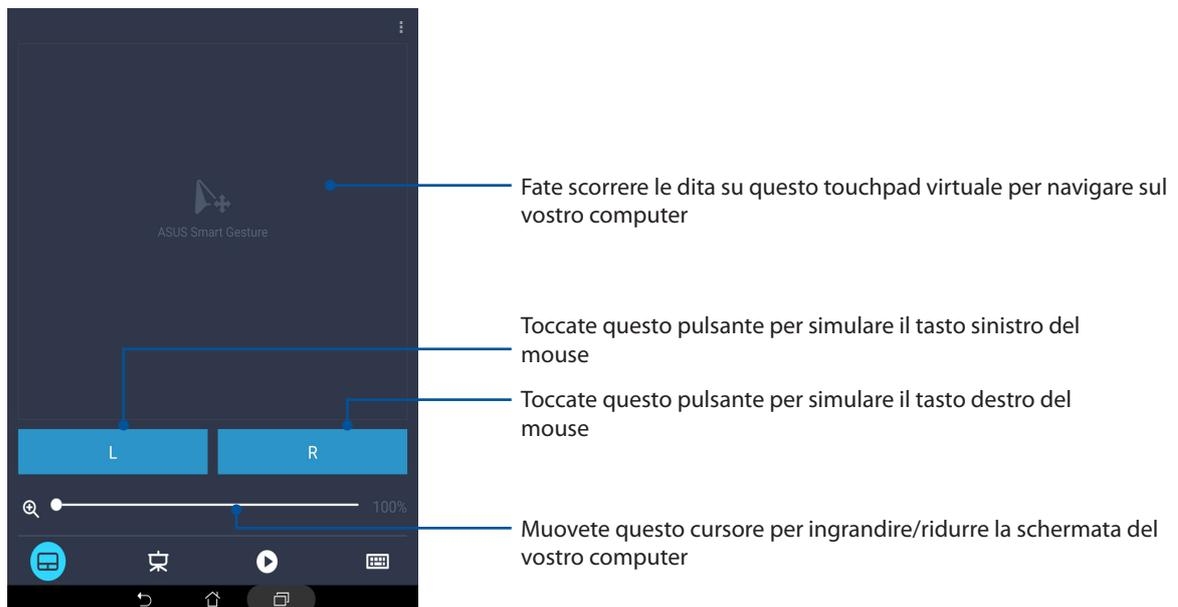 Fate scorrere le dita su questo touchpad virtuale per navigare sul
vostro computer
ASUS Smart Gesture
Toccate questo pulsante per simulare il tasto sinistro del
mouse
Toccate questo pulsante per simulare il tasto destro del
mouse
L
R
100%
Muovete questo cursore per ingrandire/ridurre la schermata del
vostro computer